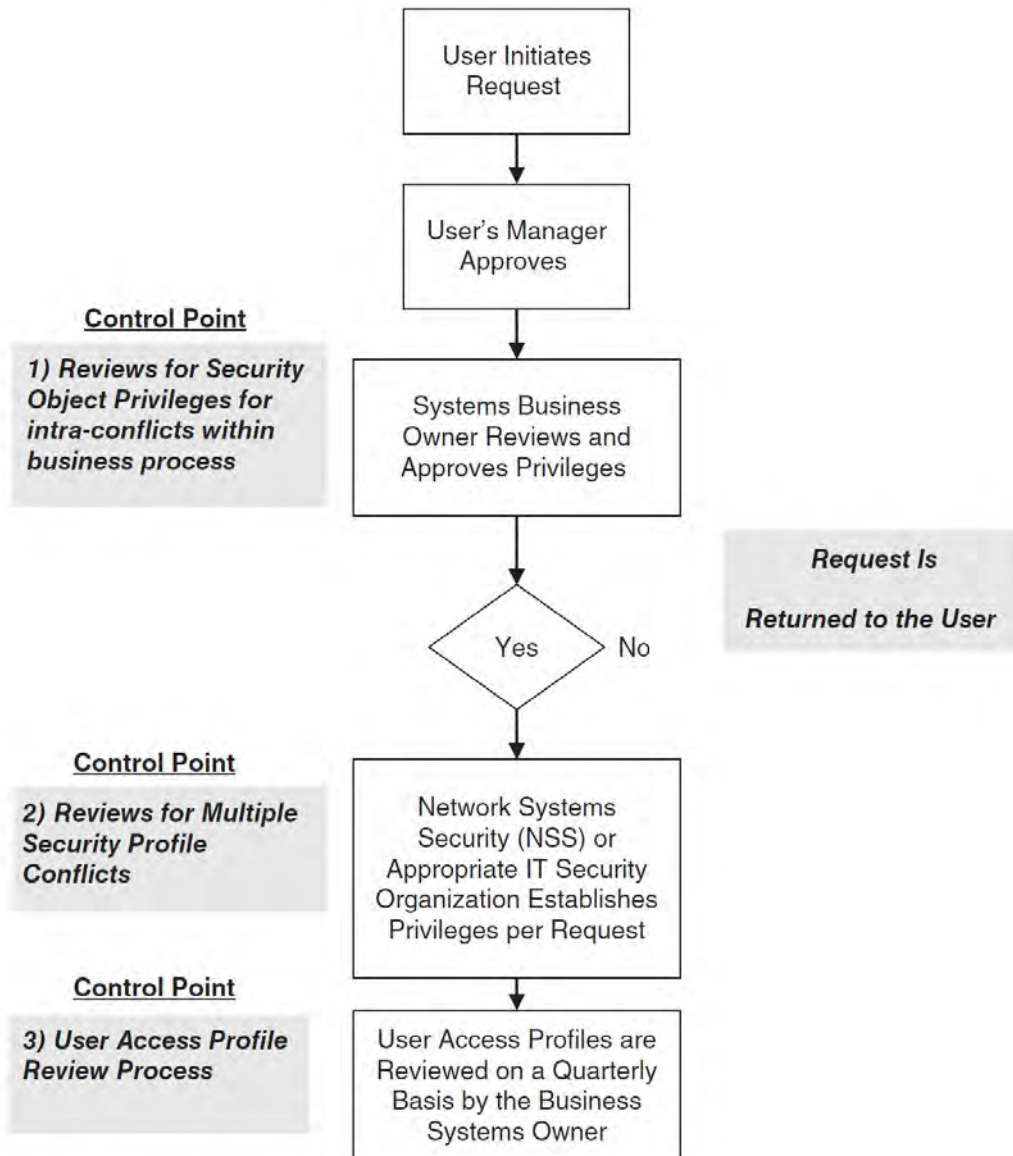 User Initiates
Request
User's Manager
Approves
Control Point
1) Reviews for Security
Object Privileges for
intra-conflicts within
business process
Systems Business
Owner Reviews and
Approves Privileges
Request Is
Returned to the User
Yes
No
Control Point
2) Reviews for Multiple
Security Profile
Conflicts
Network Systems
Security (NSS) or
Appropriate IT Security
Organization Establishes
Privileges per Request
Control Point
3) User Access Profile
Review Process
User Access Profiles are
Reviewed on a Quarterly
Basis by the Business
Systems Owner